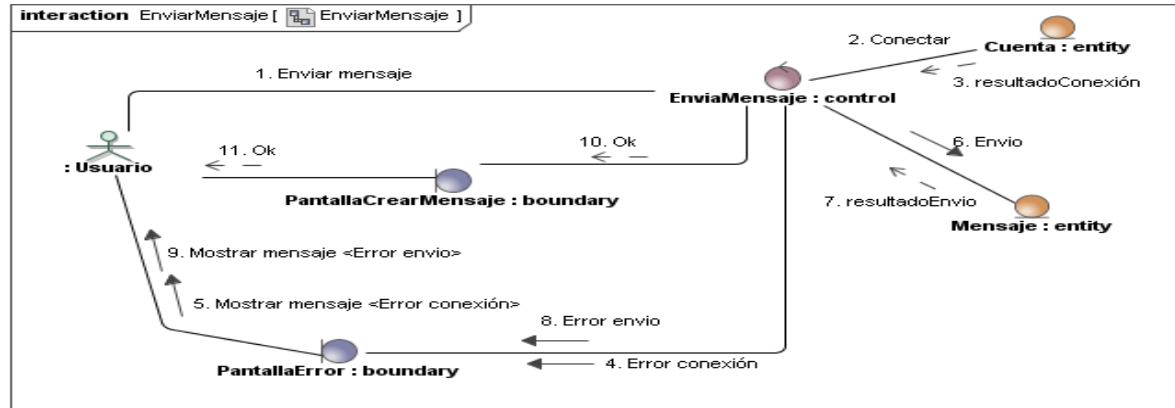 interaction EnviarMensaje [ EnviarMensaje ]
2. Conectar
Cuenta : entity
1. Enviar mensaje
3. resultadoConexión
EnviaMensaje : control
10. Ok
6. Envio
11. Ok
: Usuario
PantallaCrearMensaje : boundary
7. resultadoEnvio
Mensaje : entity
9. Mostrar mensaje <Error envio>
5. Mostrar mensaje <Error conexión>
8. Error envio
4. Error conexión
PantallaError : boundary